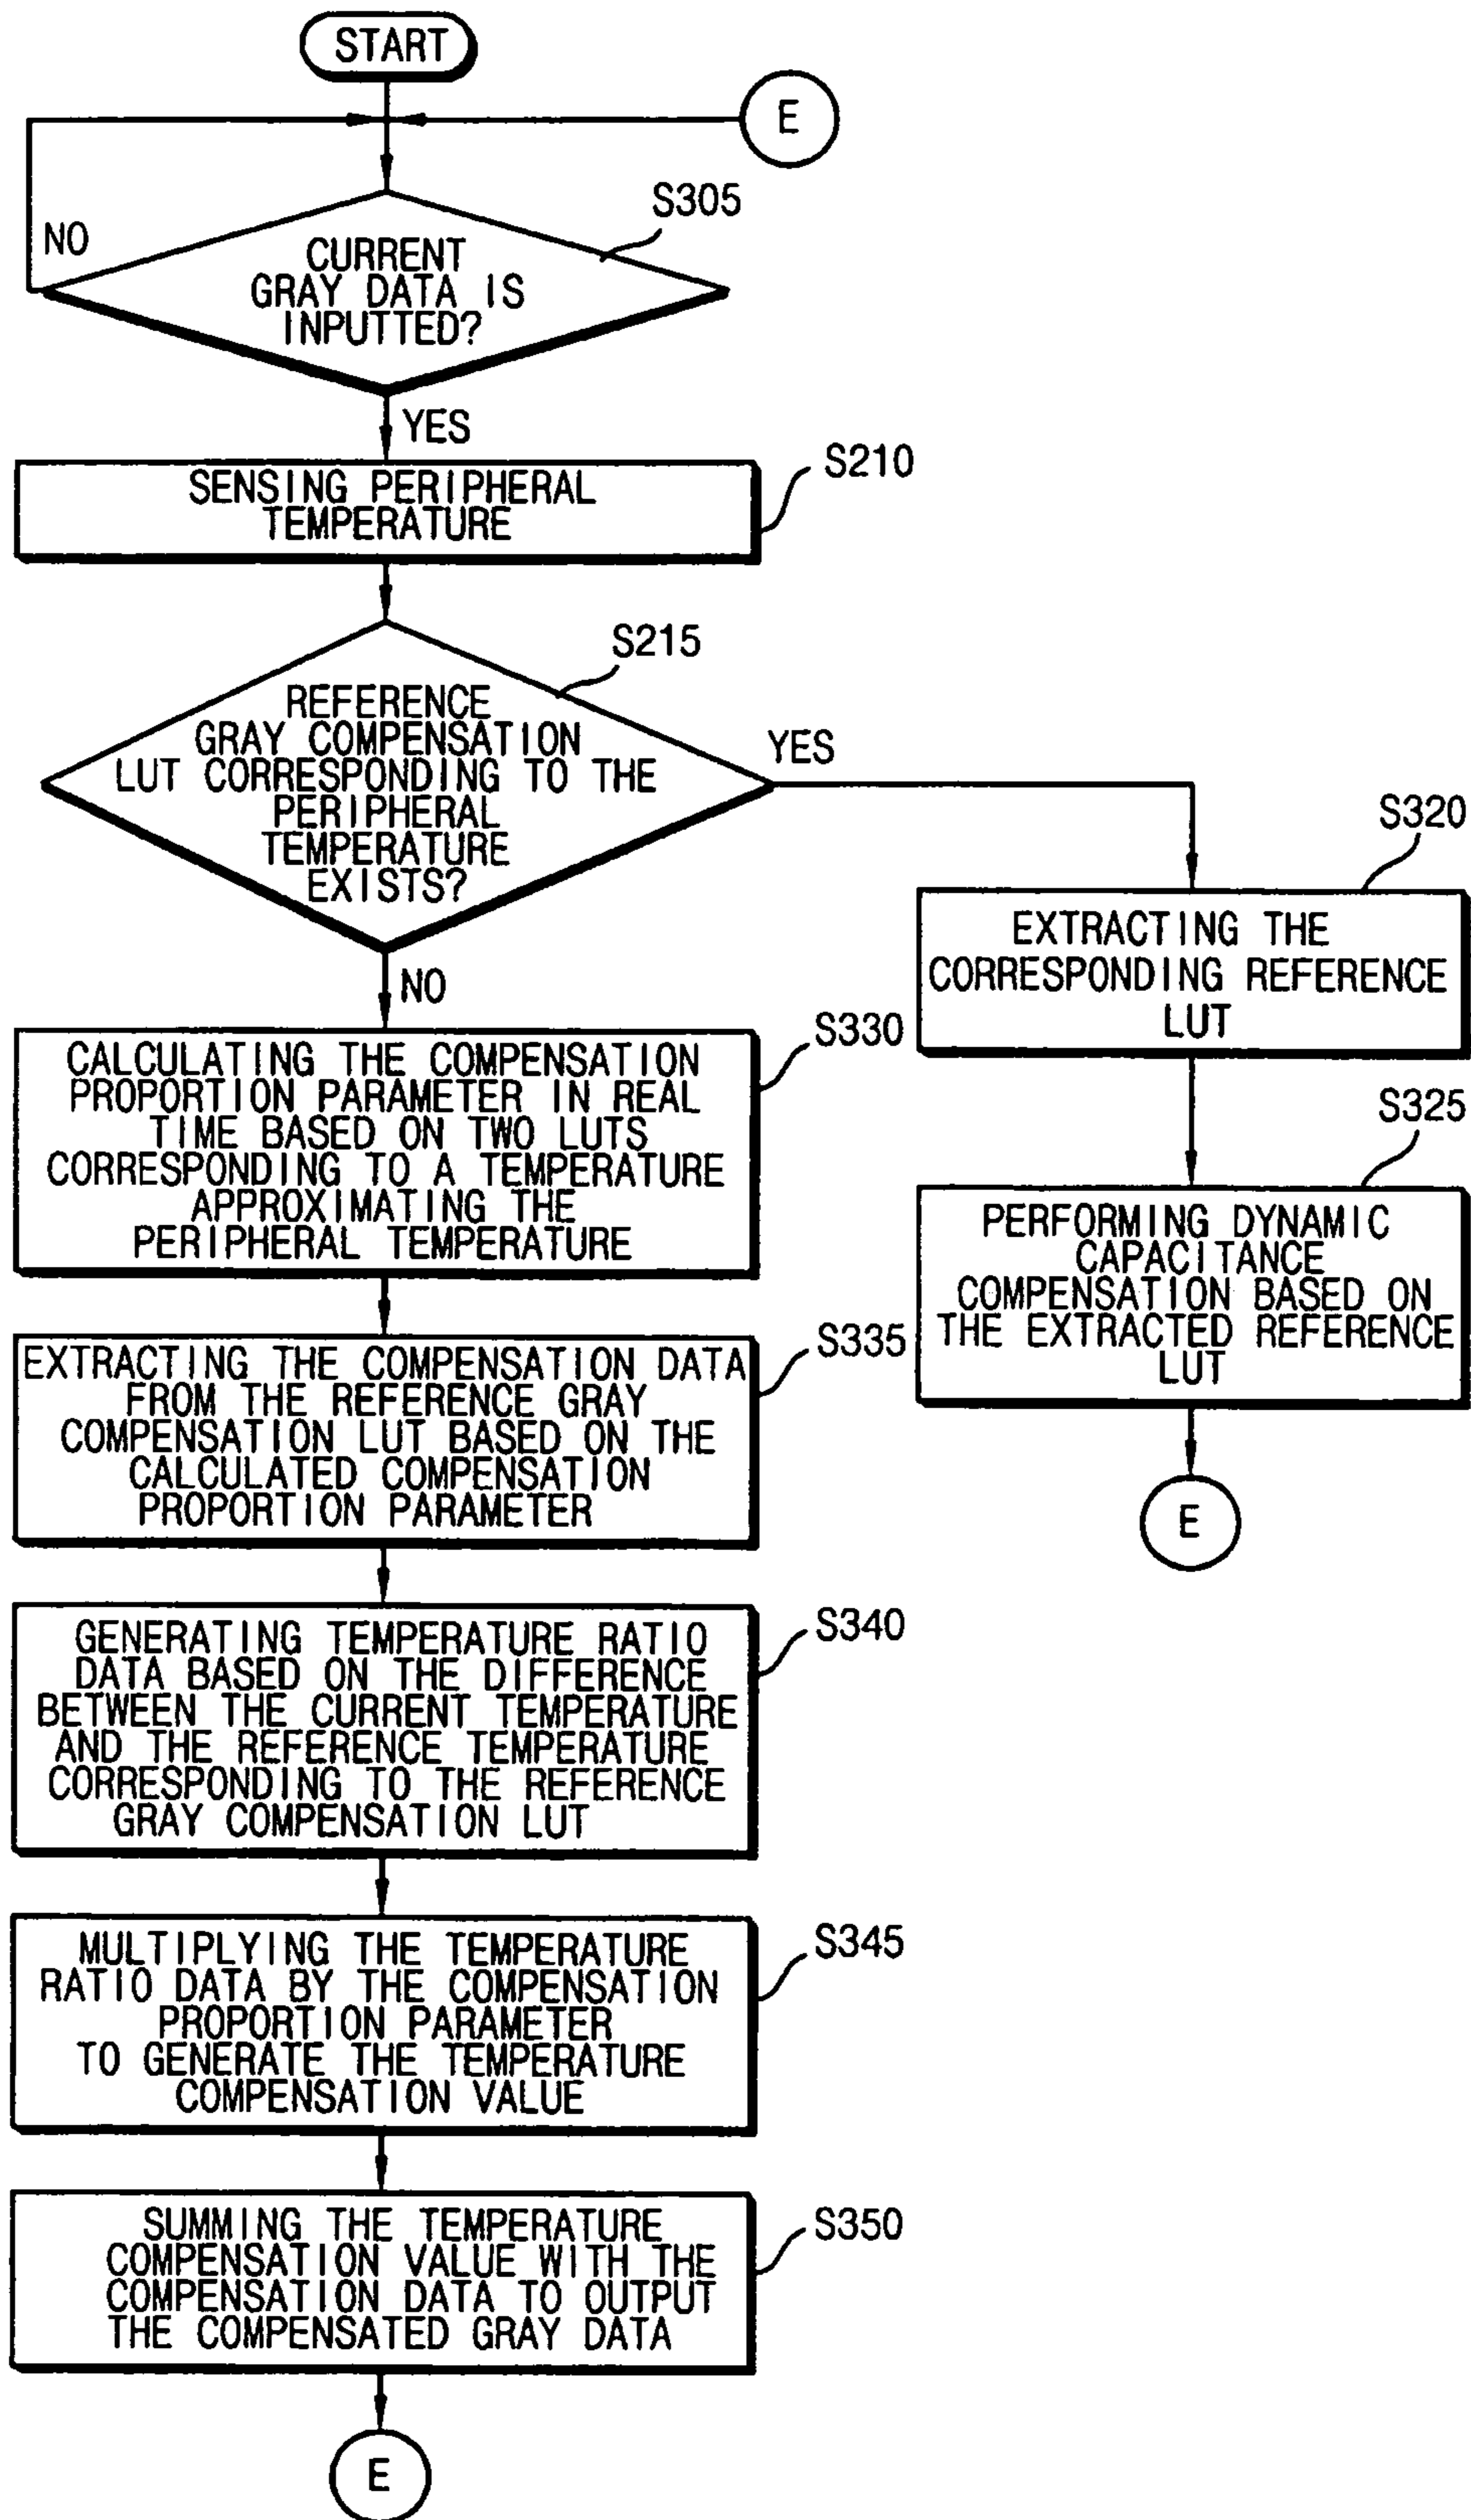 START
E
S305
NO
CURRENT
GRAY DATA IS
INPUTTED?
YES
S210
SENSING PERIPHERAL
TEMPERATURE
S215
REFERENCE
GRAY COMPENSATION
LUT CORRESPONDING TO THE
PERIPHERAL
TEMPERATURE
EXISTS?
YES
NO
S320
EXTRACTING THE
CORRESPONDING REFERENCE
LUT
S325
PERFORMING DYNAMIC
CAPACITANCE
COMPENSATION BASED ON
THE EXTRACTED REFERENCE
LUT
E
S330
CALCULATING THE COMPENSATION
PROPORTION PARAMETER IN REAL
TIME BASED ON TWO LUTS
CORRESPONDING TO A TEMPERATURE
APPROXIMATING THE
PERIPHERAL TEMPERATURE
S335
EXTRACTING THE COMPENSATION DATA
FROM THE REFERENCE GRAY
COMPENSATION LUT BASED ON THE
CALCULATED COMPENSATION
PROPORTION PARAMETER
S340
GENERATING TEMPERATURE RATIO
DATA BASED ON THE DIFFERENCE
BETWEEN THE CURRENT TEMPERATURE
AND THE REFERENCE TEMPERATURE
CORRESPONDING TO THE REFERENCE
GRAY COMPENSATION LUT
S345
MULTIPLYING THE TEMPERATURE
RATIO DATA BY THE COMPENSATION
PROPORTION PARAMETER
TO GENERATE THE TEMPERATURE
COMPENSATION VALUE
S350
SUMMING THE TEMPERATURE
COMPENSATION VALUE WITH THE
COMPENSATION DATA TO OUTPUT
THE COMPENSATED GRAY DATA
E